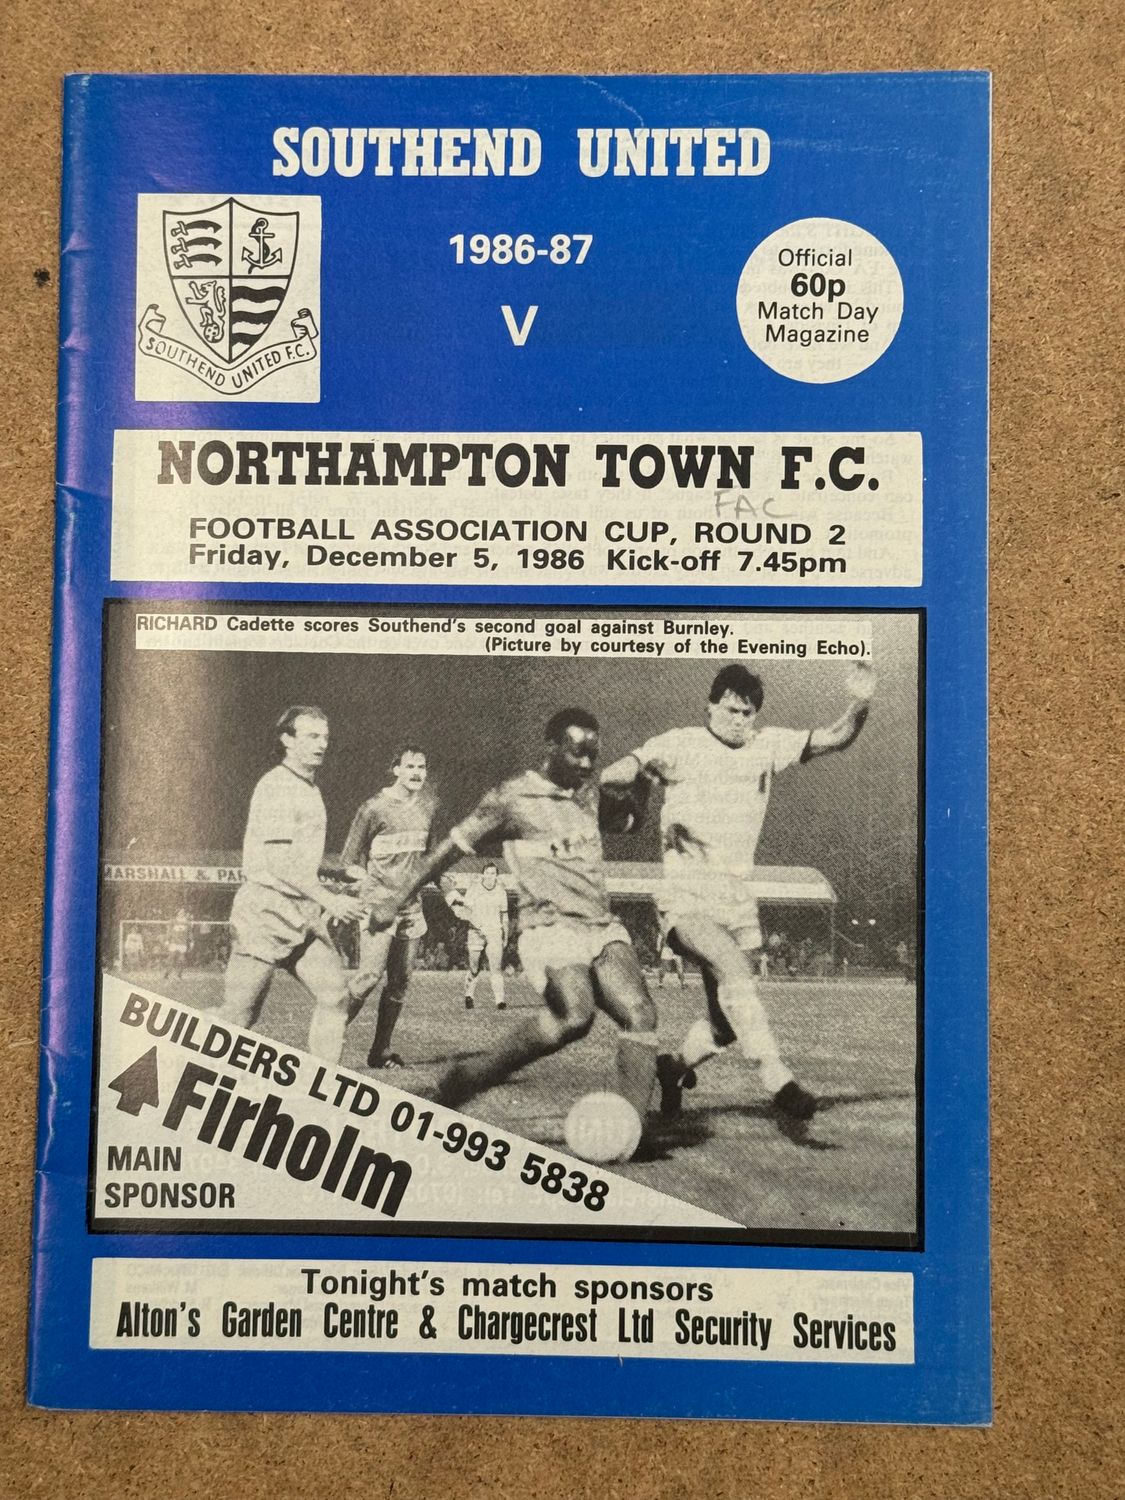 SOUTHEND UNITED
1986-87
V
Official
60p
Match Day
Magazine
SOUTHEND UNITED F.C.
NORTHAMPTON TOWN F.C.
FAC
FOOTBALL ASSOCIATION CUP, ROUND 2
Friday, December 5, 1986 Kick-off 7.45pm
RICHARD Cadette scores Southend's second goal against Burnley.
(Picture by courtesy of the Evening Echo).
MARSHALL & PAR
BUILDERS LTD 01-993 5838
Firholm
MAIN
SPONSOR
Tonight's match sponsors
Alton's Garden Centre & Chargecrest Ltd Security Services